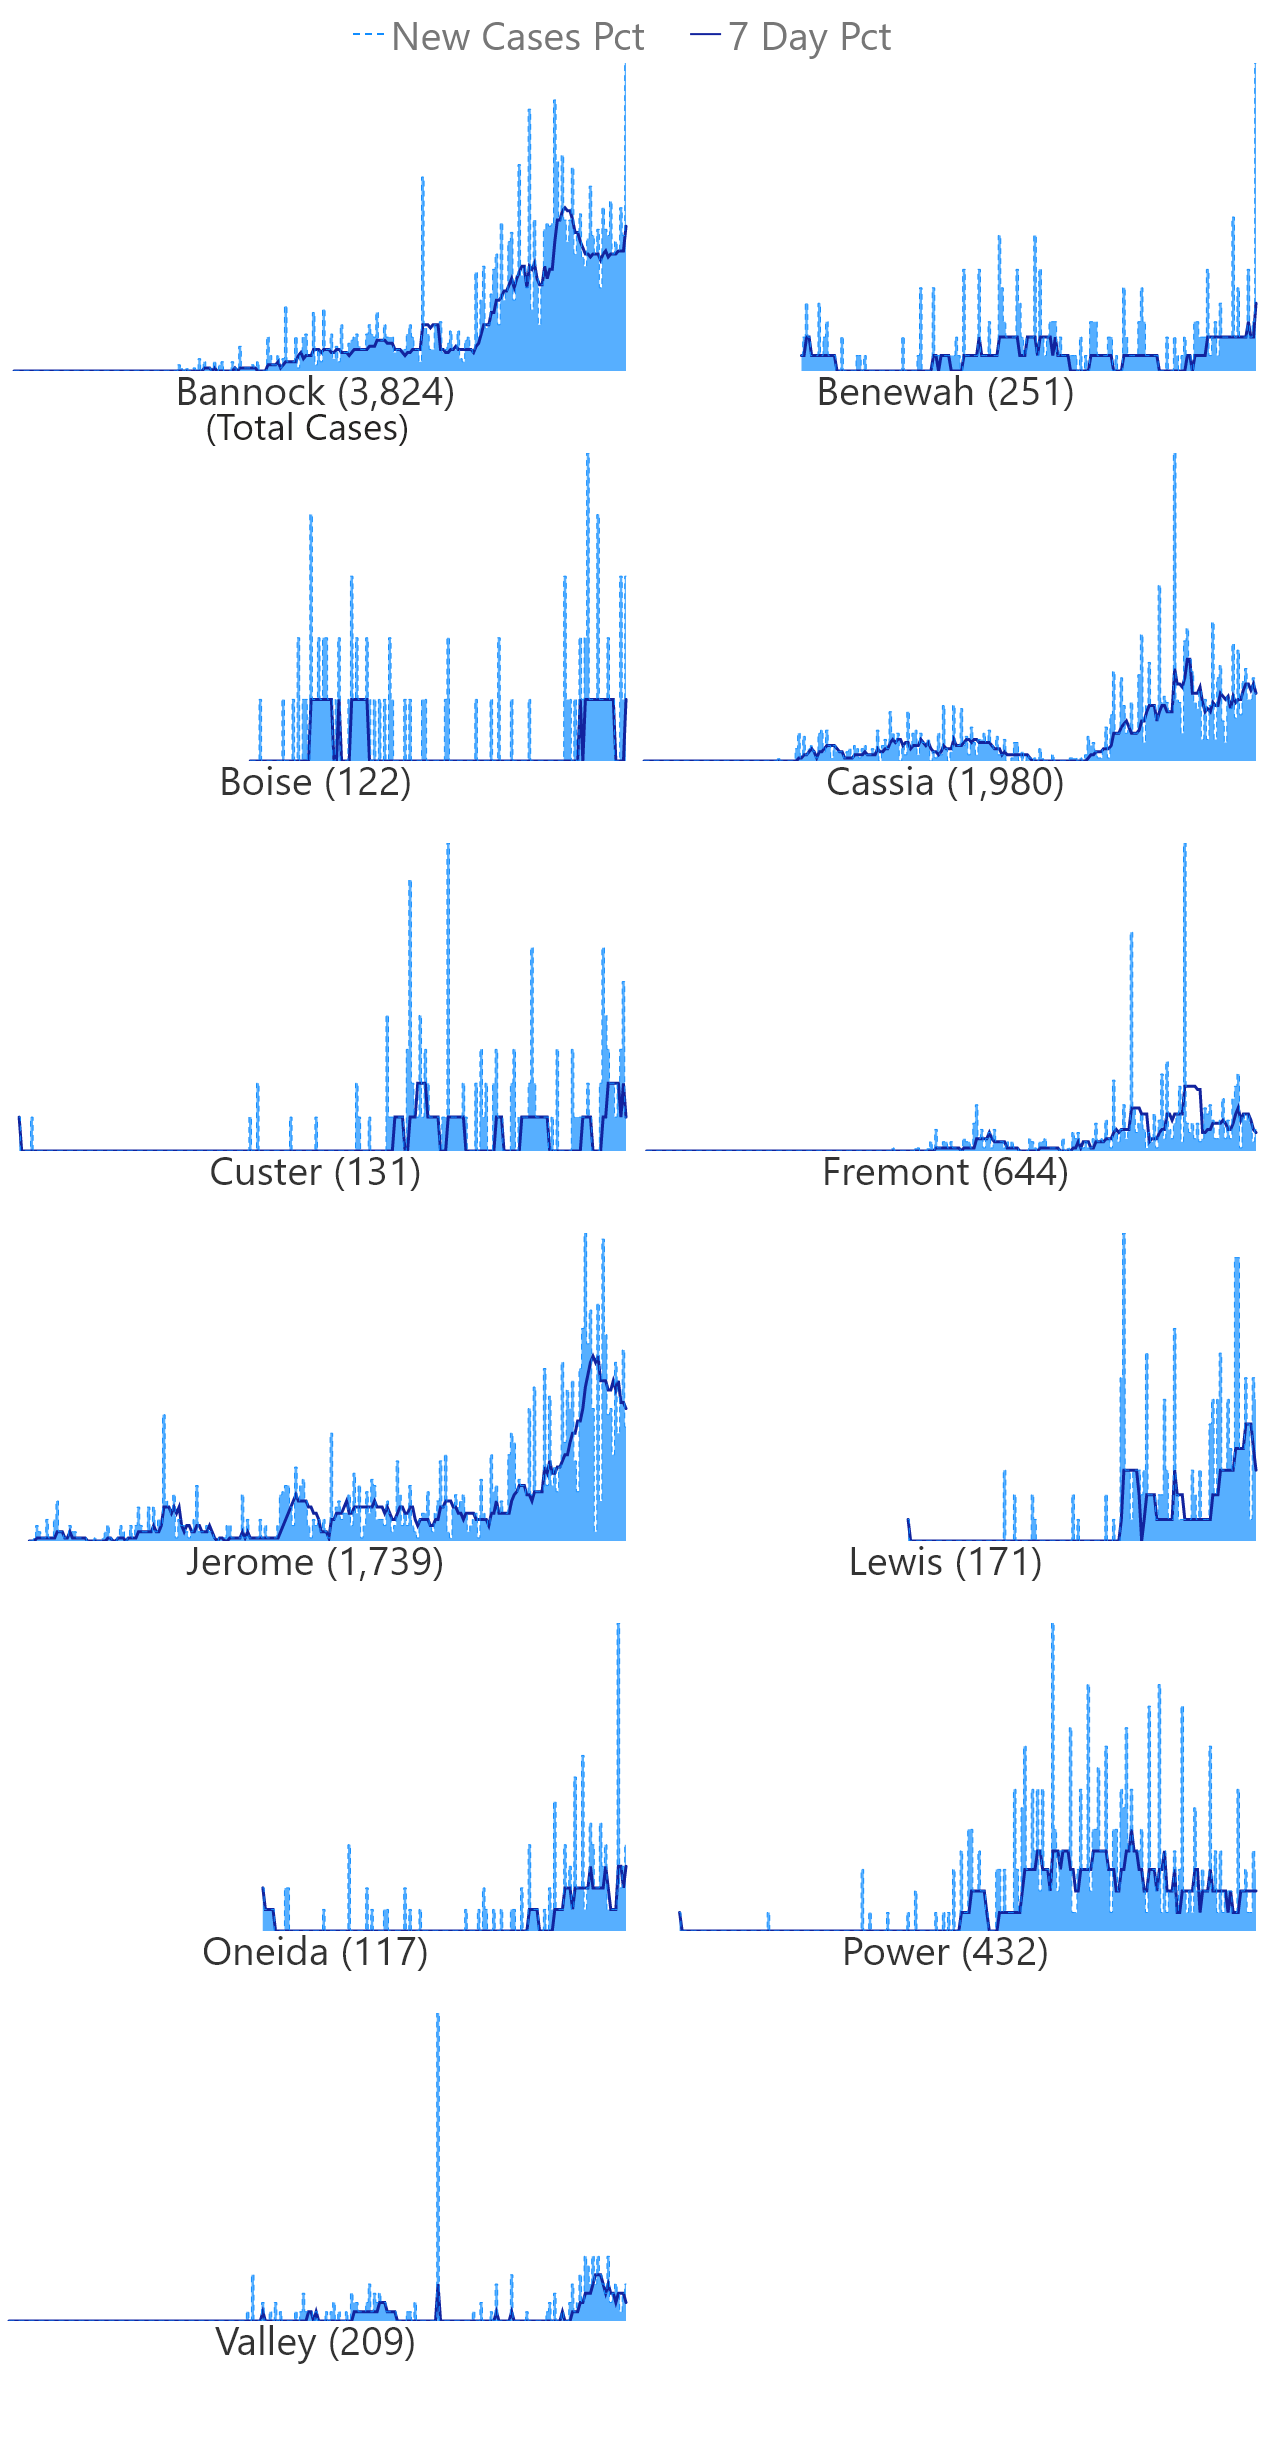 New Cases Pct 7 Day Pct
Bannock (3,824) Benewah (251)
(Total Cases)
Boise (122) Cassia (1,980)
Custer (131) Fremont (644)
Jerome (1,739) Lewis (171)
Oneida (117) Power (432)
Valley (209)